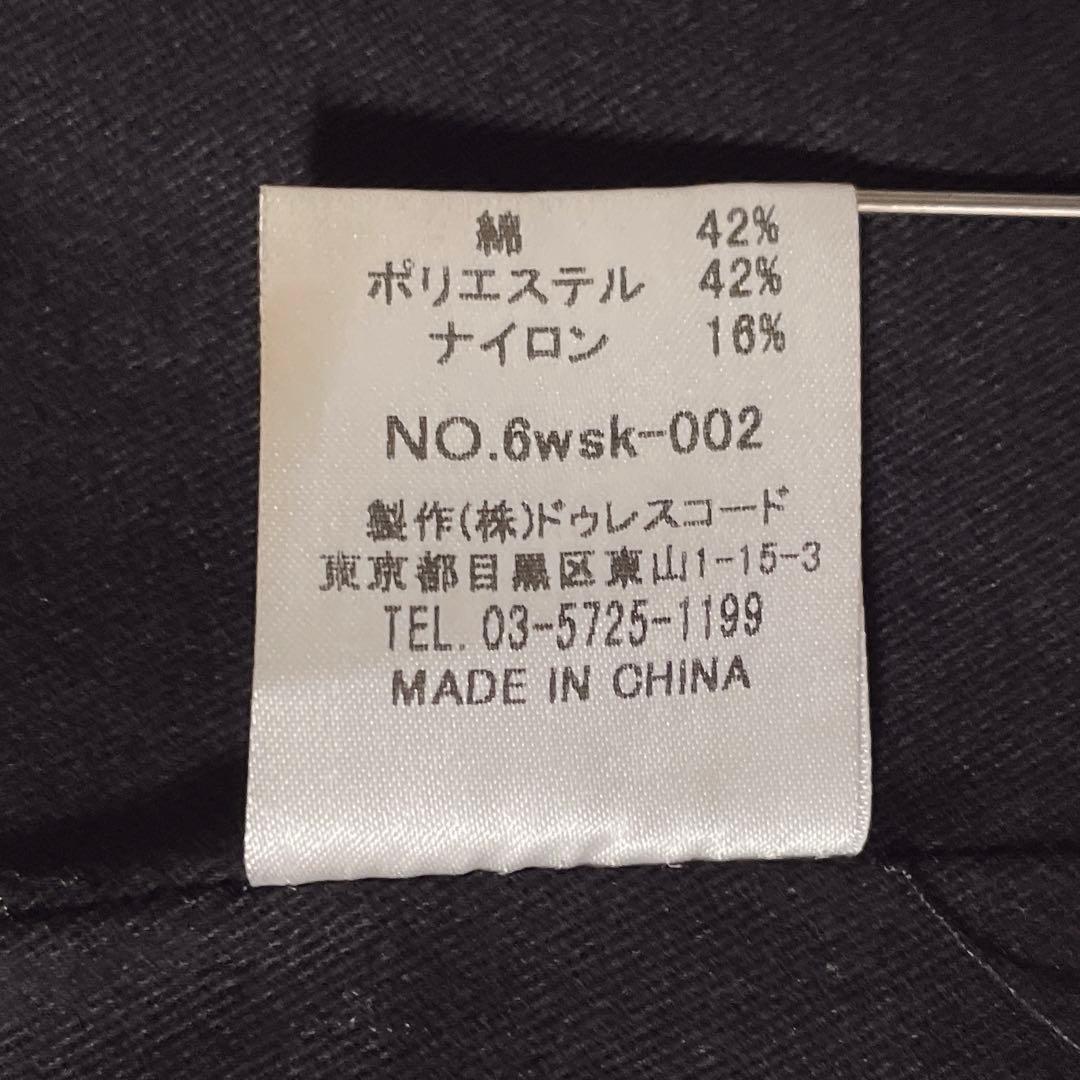 綿 42%
ポリエステル 42%
ナイロン 16%
NO.6wsk-002
製作(株)ドゥレスコード
東京都目黒区東山1-15-3
TEL. 03-5725-1199
MADE IN CHINA